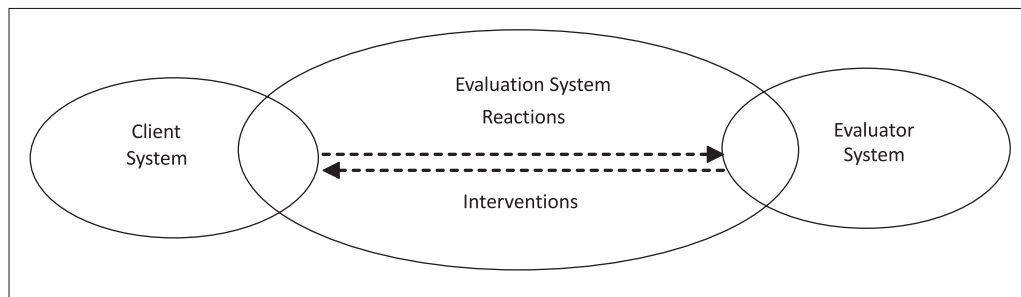 Evaluation System
Reactions
Client
System
Evaluator
System
Interventions